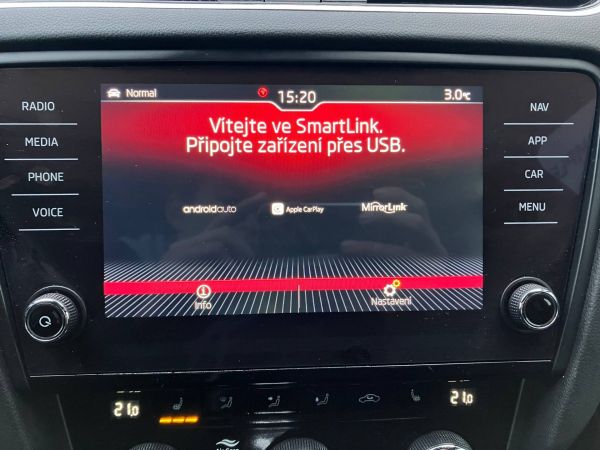 Normal
15:20
3.0°C
RADIO
MEDIA
PHONE
VOICE
NAV
APP
CAR
MENU
Vítejte ve SmartLink.
Připojte zařízení přes USB.
androidauto
Apple CarPlay
MirrorLink
Info
Nastavení
21.0
21.0